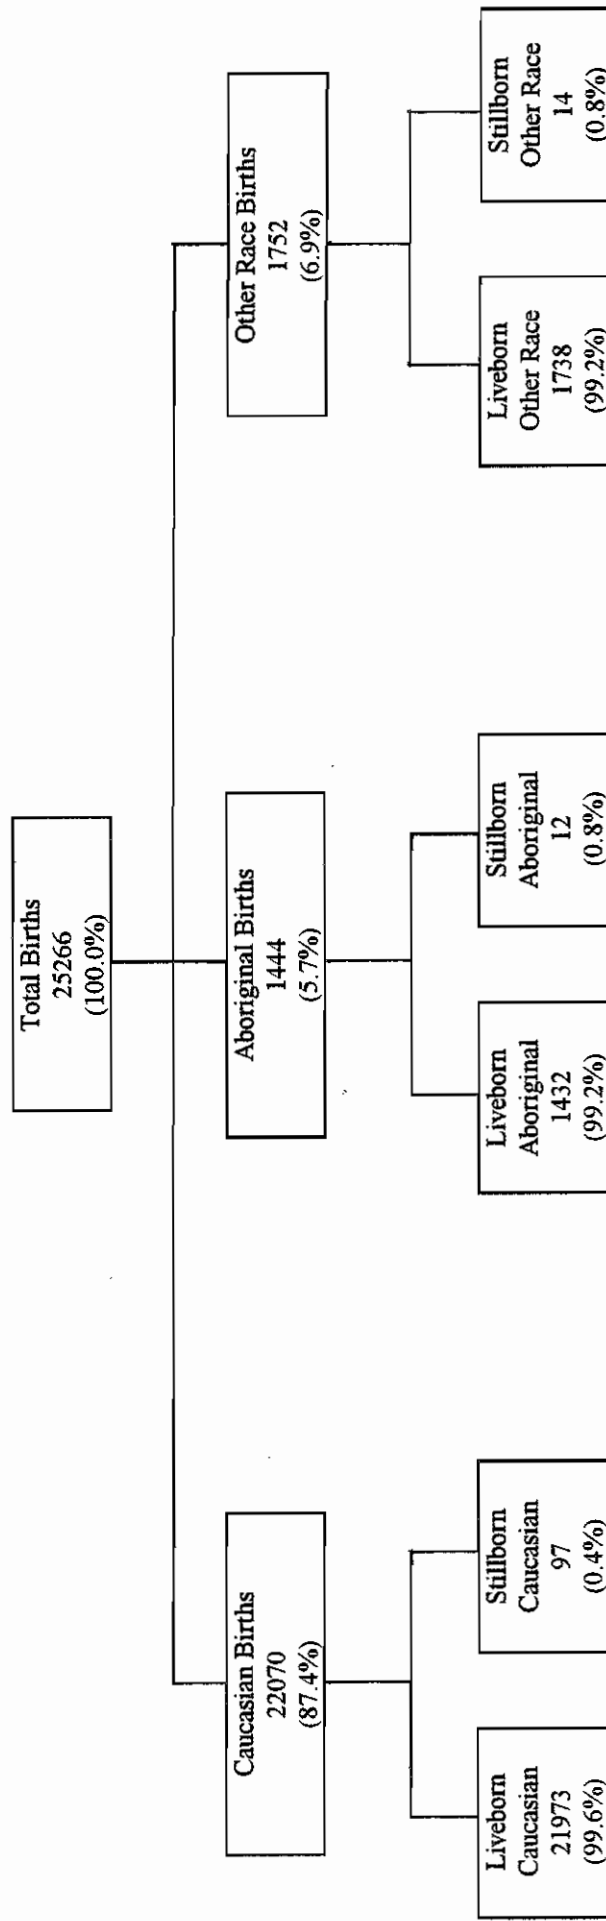 Total Births
25266
(100.0%)
Caucasian Births
22070
(87.4%)
Aboriginal Births
1444
(5.7%)
Other Race Births
1752
(6.9%)
Liveborn
Caucasian
21973
(99.6%)
Stillborn
Caucasian
97
(0.4%)
Liveborn
Aboriginal
1432
(99.2%)
Stillborn
Aboriginal
12
(0.8%)
Liveborn
Other Race
1738
(99.2%)
Stillborn
Other Race
14
(0.8%)